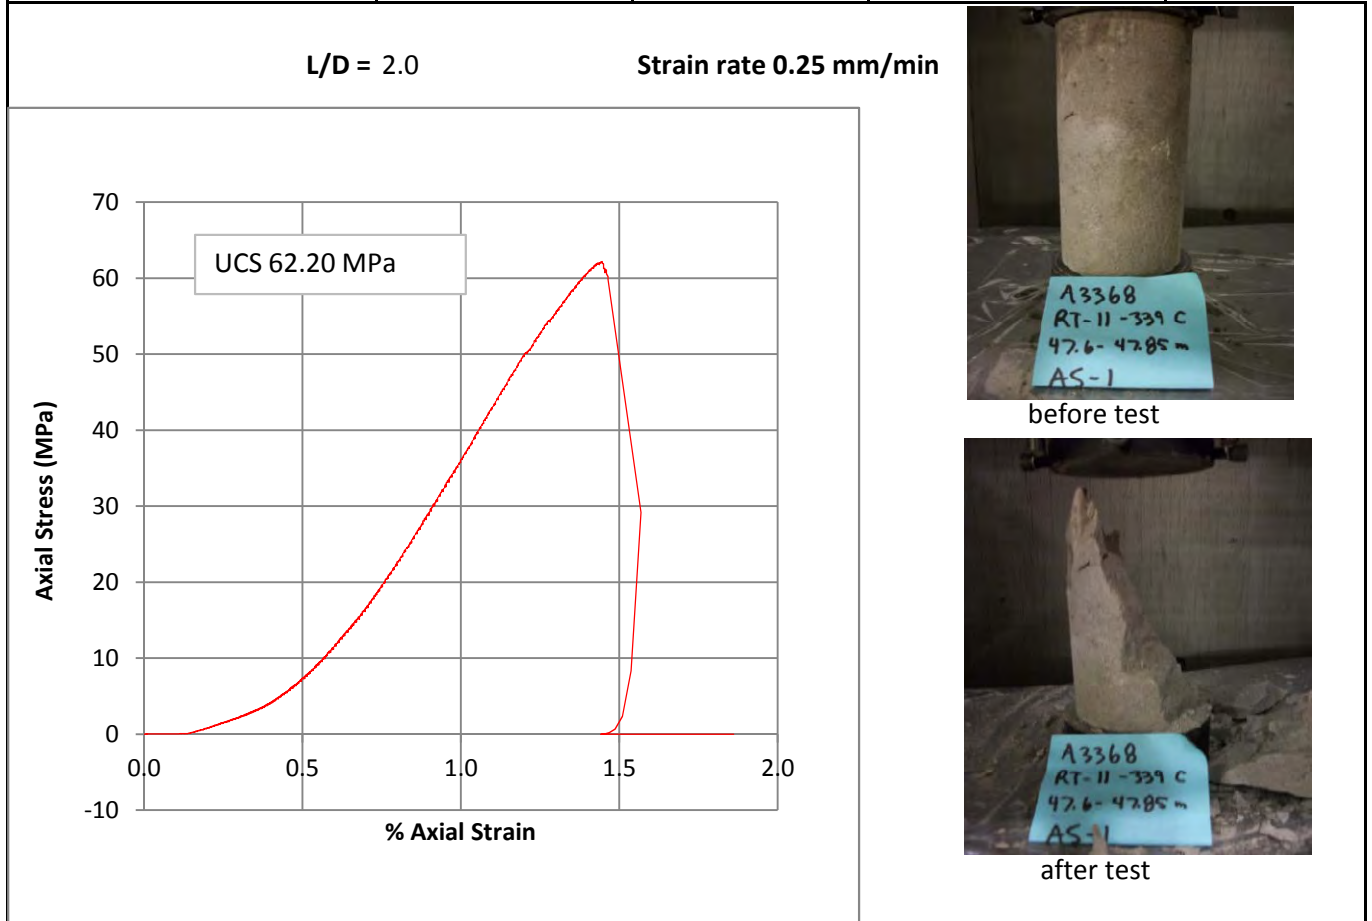 L/D = 2.0
Strain rate 0.25 mm/min
UCS 62.20 MPa
Axial Stress (MPa)
70
60
50
40
30
20
10
0
-10
0.0 0.5 1.0 1.5 2.0
% Axial Strain
A3368
RT-11-339 C
47.6-47.85 m
AS-1
before test
A3368
RT-11-339 C
47.6-47.85 m
AS-1
after test